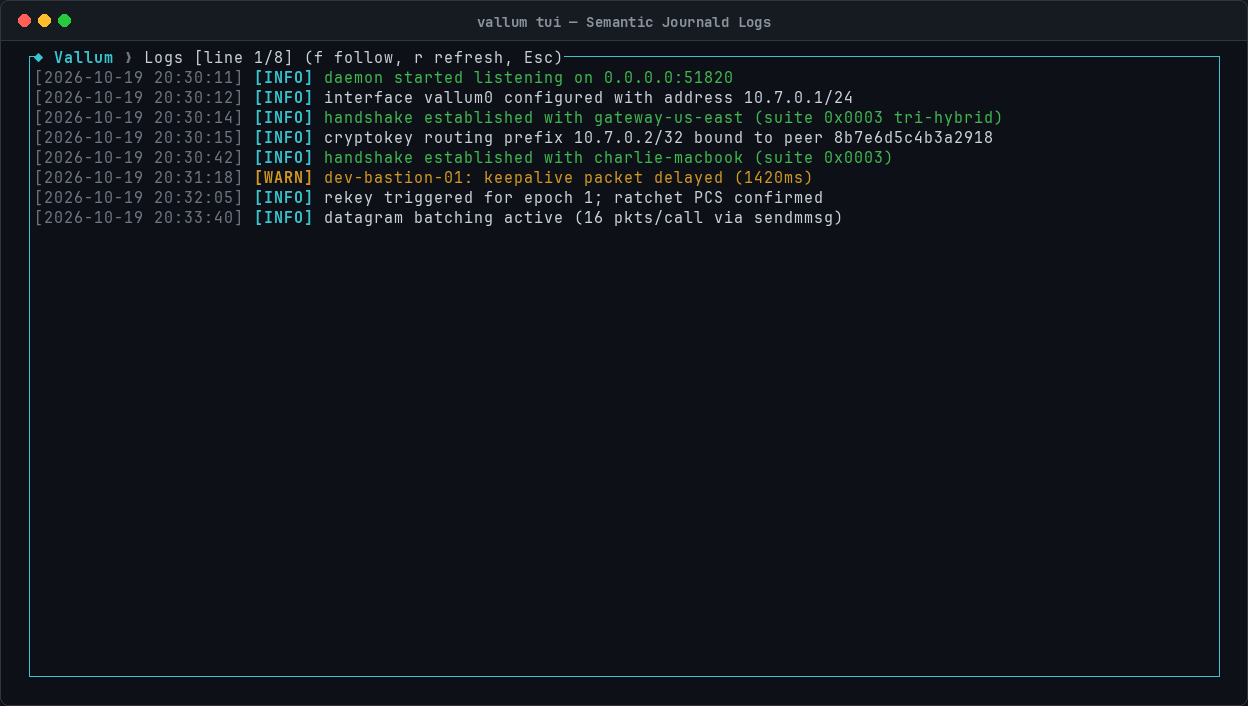 vallum tui — Semantic Journald Logs
◆ Vallum ❯ Logs [line 1/8] (f follow, r refresh, Esc)
[2026-10-19 20:30:11] [INFO] daemon started listening on 0.0.0.0:51820
[2026-10-19 20:30:12] [INFO] interface vallum0 configured with address 10.7.0.1/24
[2026-10-19 20:30:14] [INFO] handshake established with gateway-us-east (suite 0x0003 tri-hybrid)
[2026-10-19 20:30:15] [INFO] cryptokey routing prefix 10.7.0.2/32 bound to peer 8b7e6d5c4b3a2918
[2026-10-19 20:30:42] [INFO] handshake established with charlie-macbook (suite 0x0003)
[2026-10-19 20:31:18] [WARN] dev-bastion-01: keepalive packet delayed (1420ms)
[2026-10-19 20:32:05] [INFO] rekey triggered for epoch 1; ratchet PCS confirmed
[2026-10-19 20:33:40] [INFO] datagram batching active (16 pkts/call via sendmmsg)